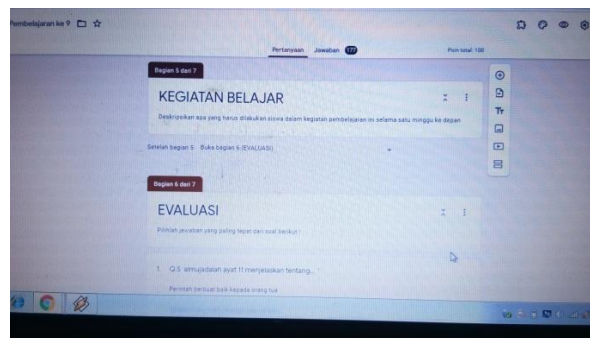 Pembelajaran ke 9
Pertanyaan Jawaban 177
Poin total: 100
Bagian 5 dari 7
KEGIATAN BELAJAR
Deskripsikan apa yang harus dilakukan siswa dalam kegiatan pembelajaran ini selama satu minggu ke depan
Setelah bagian 5 Buka bagian 6 (EVALUASI)
Bagian 6 dari 7
EVALUASI
Pilihlah jawaban yang paling tepat dari soal berikut
1. Q.S almujadalah ayat 11 menjelaskan tentang...
Perintah berbuat baik kepada orang tua